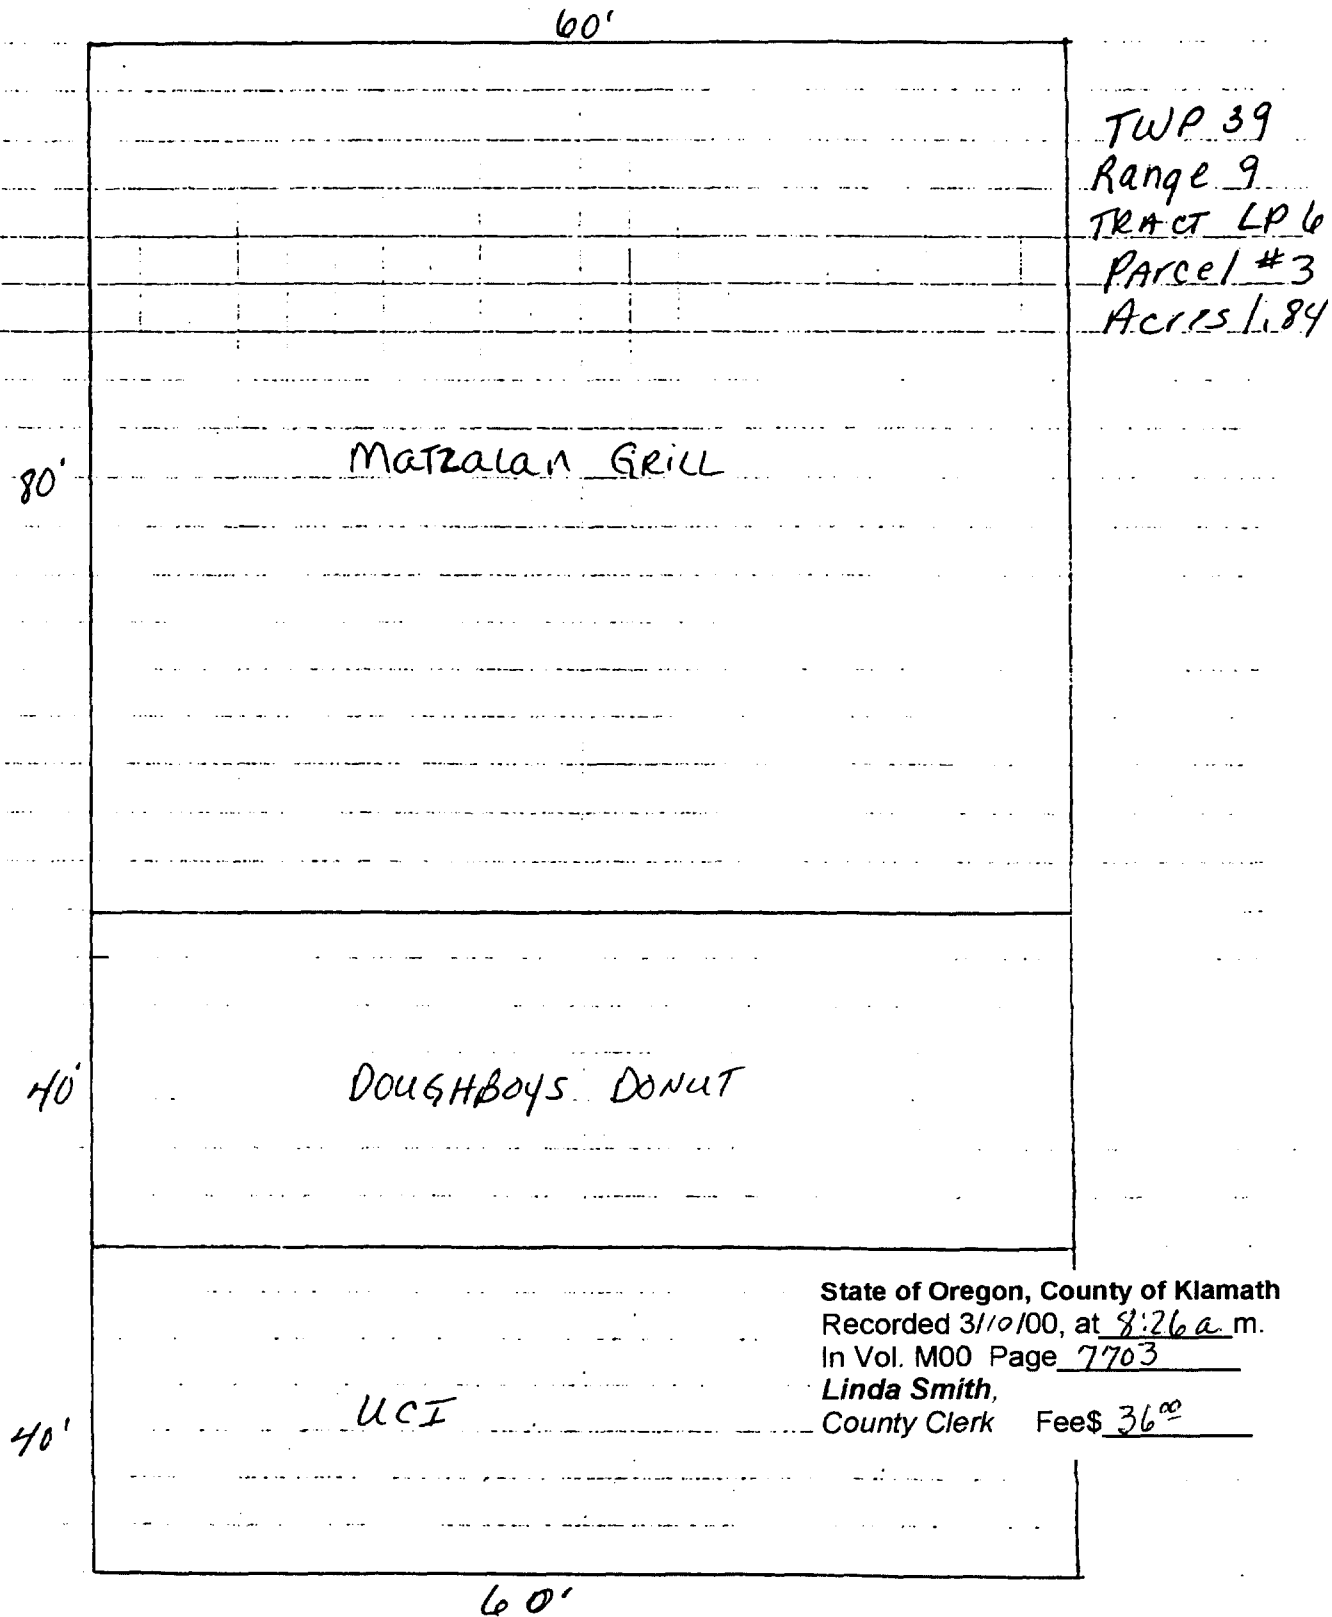 60'
TWP 39
Range 9
TRACT LP 6
PArcel #3
Acres 1.84
80'
MaTzaLan GRiLL
40'
DOUGHBOYS DONUT
State of Oregon, County of Klamath
Recorded 3/10/00, at 8:26 a. m.
In Vol. M00 Page 7703
Linda Smith,
County Clerk Fee$ 36⁰⁰
40'
UCI
60'